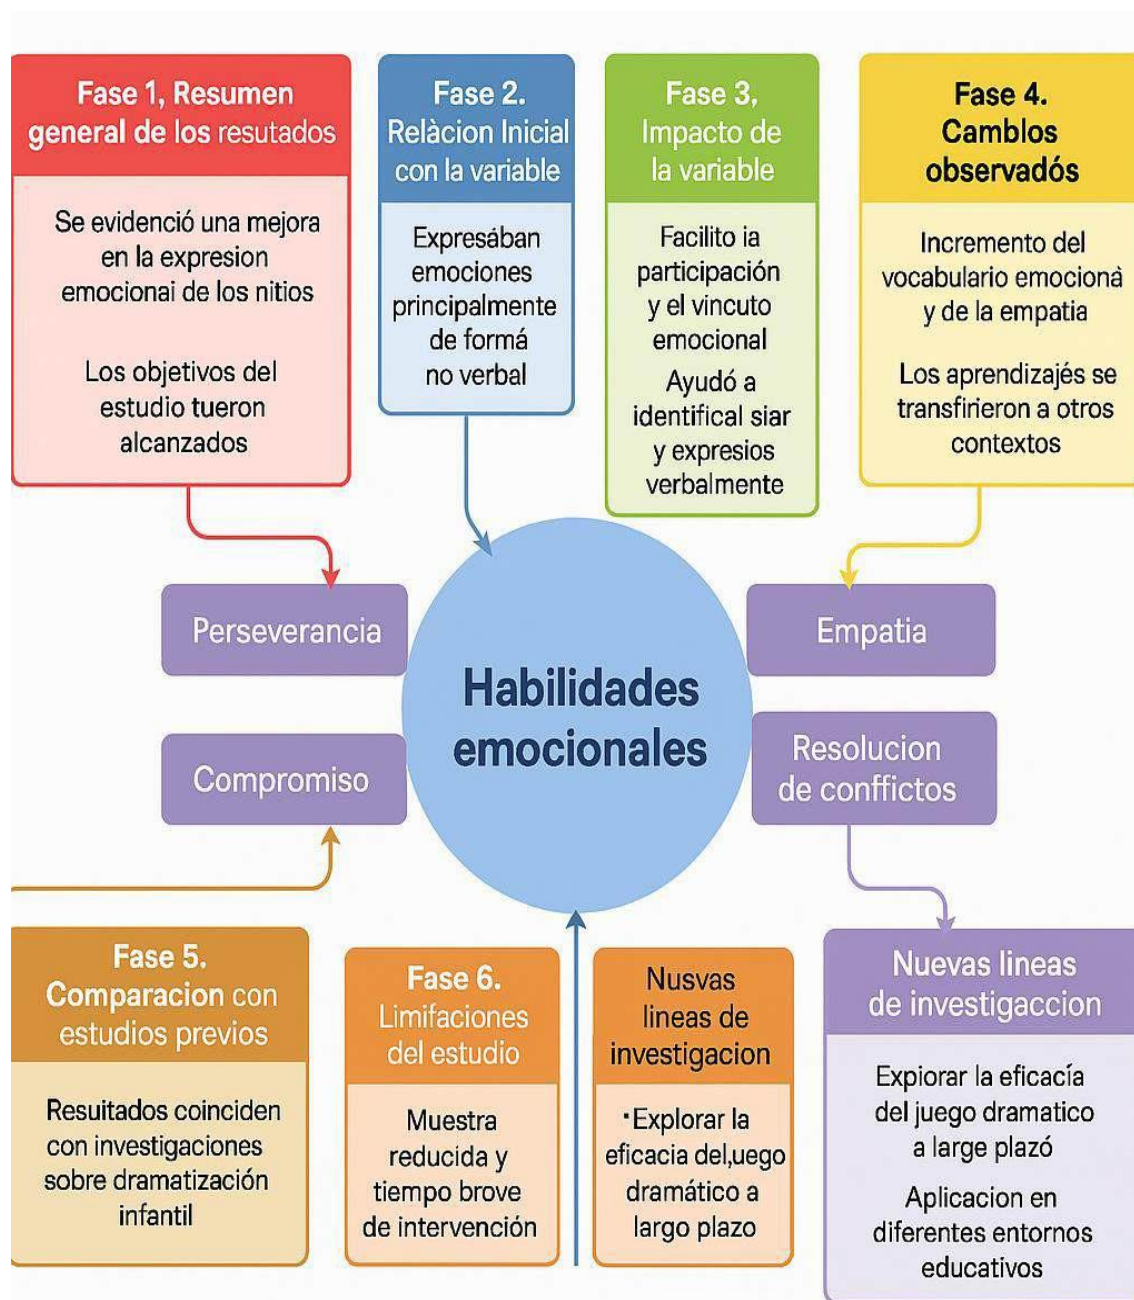 Fase 1, Resumen
general de los resutados
Se evidenció una mejora
en la expresion
emocionai de los nitios
Los objetivos del
estudio tueron
alcanzados
Fase 2.
Relàcion Inicial
con la variable
Expresában
emociones
principalmente
de formá
no verbal
Fase 3,
Impacto de
la variable
Facilito ia
participación
y el vincuto
emocional
Ayudó a
identifical siar
y expresios
verbalmente
Fase 4.
Camblos
observadós
Incremento del
vocabulario emocionà
y de la empatia
Los aprendizajés se
transfirieron a otros
contextos
Perseverancia
Compromiso
Habilidades
emocionales
Empatia
Resolucion
de conffictos
Fase 5.
Comparacion con
estudios previos
Resuitados coinciden
con investigaciones
sobre dramatización
infantil
Fase 6.
Limifaciones
del estudio
Muestra
reducida y
tiempo brove
de intervención
Nusvas
lineas de
investigacion
·Explorar la
eficacia del,uego
dramático a
largo plazo
Nuevas lineas
de investigaccion
Expiorar la eficacía
del juego dramatico
a large plazó
Aplicacion en
diferentes entornos
educativos